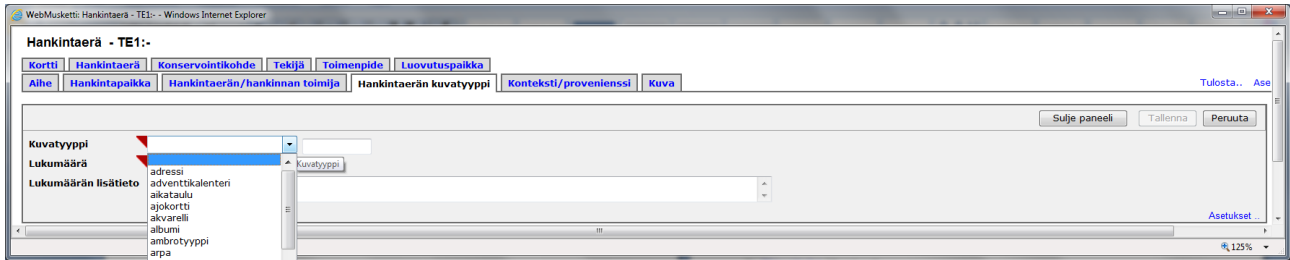 WebMusketti: Hankintaerä - TE1:- - Windows Internet Explorer
Hankintaerä - TE1:-
Kortti Hankintaerä Konservointikohde Tekijä Toimenpide Luovutuspaikka
Aihe Hankintapaikka Hankintaerän/hankinnan toimija Hankintaerän kuvatyyppi Konteksti/provenienssi Kuva Tulosta.. Ase
Sulje paneeli Tallenna Peruuta
Kuvatyyppi
Lukumäärä Kuvatyyppi
adressi
Lukumäärän lisätieto adventtikalenteri
aikataulu
ajokortti
akvarelli
Asetukset ..
albumi
ambrotyyppi
125%
arpa